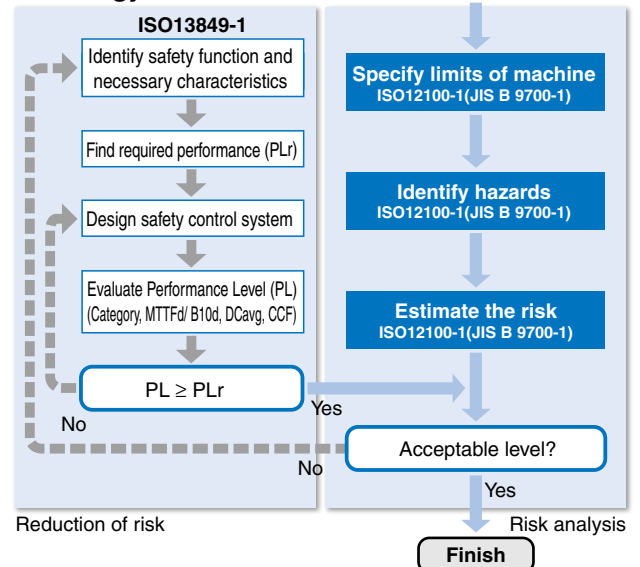 ISO13849-1
Identify safety function and
necessary characteristics
Find required performance (PLr)
Design safety control system
Evaluate Performance Level (PL)
(Category, MTTFd/ B10d, DCavg, CCF)
PL ≥ PLr
No
Yes
Reduction of risk
Specify limits of machine
ISO12100-1(JIS B 9700-1)
Identify hazards
ISO12100-1(JIS B 9700-1)
Estimate the risk
ISO12100-1(JIS B 9700-1)
Acceptable level?
No
Yes
Risk analysis
Finish